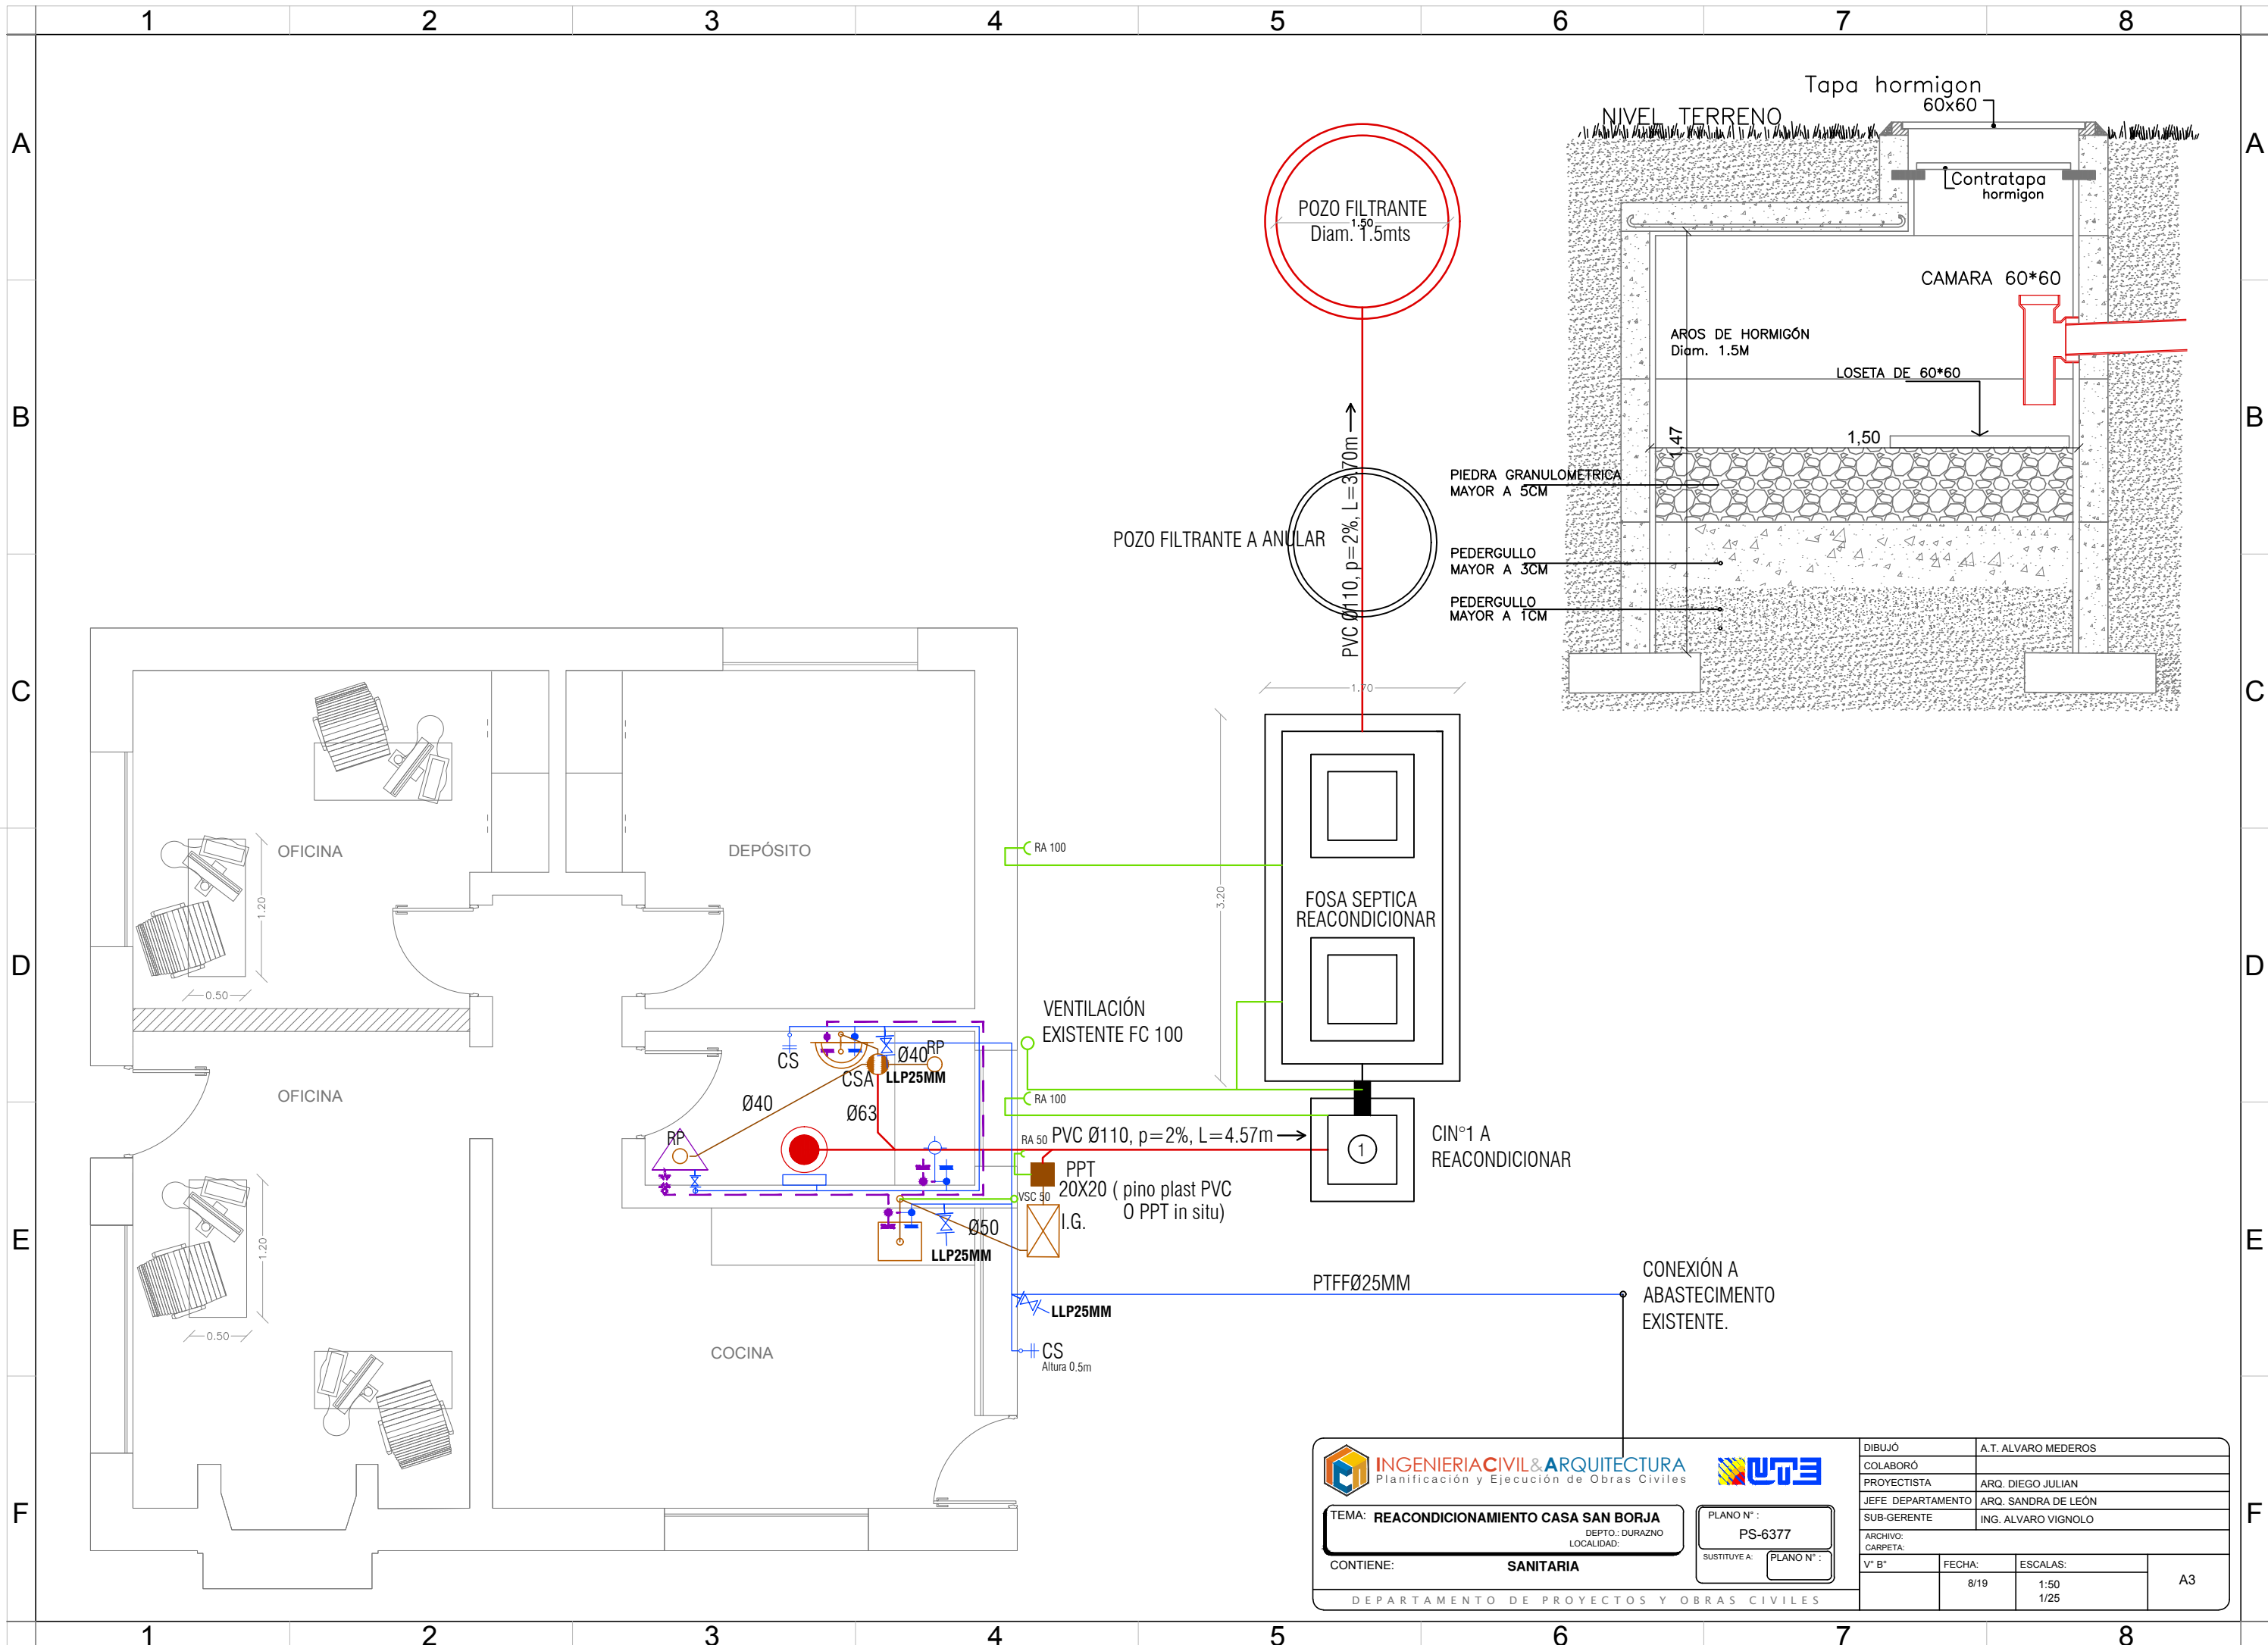 1 2 3 4 5 6 7 8
A A
B B
C C
D D
E E
F F
1 2 3 4 5 6 7 8
Tapa hormigon
60x60
NIVEL TERRENO
Contratapa
hormigon
CAMARA 60*60
AROS DE HORMIGÓN
Diam. 1.5M
LOSETA DE 60*60
1,47
1,50
PIEDRA GRANULOMETRICA
MAYOR A 5CM
PEDERGULLO
MAYOR A 3CM
PEDERGULLO
MAYOR A 1CM
POZO FILTRANTE
1.50
Diam. 1.5mts
PVC Ø110, p=2%, L=3.70m
POZO FILTRANTE A ANULAR
1.70
3.20
FOSA SEPTICA
REACONDICIONAR
RA 100
VENTILACIÓN
EXISTENTE FC 100
RA 100
RA 50
PVC Ø110, p=2%, L=4.57m
1
CIN°1 A
REACONDICIONAR
PPT
20X20 ( pino plast PVC
O PPT in situ)
VSC 50
I.G.
OFICINA
1.20
0.50
DEPÓSITO
OFICINA
1.20
0.50
CS
CSA
Ø40
RP
LLP25MM
Ø40
Ø63
RP
Ø50
LLP25MM
COCINA
LLP25MM
CS
Altura 0.5m
PTFFØ25MM
CONEXIÓN A
ABASTECIMENTO
EXISTENTE.
INGENIERIACIVIL&ARQUITECTURA
Planificación y Ejecución de Obras Civiles
UTE
TEMA: REACONDICIONAMIENTO CASA SAN BORJA
DEPTO.: DURAZNO
LOCALIDAD:
CONTIENE: SANITARIA
PLANO N° :
PS-6377
SUSTITUYE A: PLANO N° :
DEPARTAMENTO DE PROYECTOS Y OBRAS CIVILES
DIBUJÓ A.T. ALVARO MEDEROS
COLABORÓ
PROYECTISTA ARQ. DIEGO JULIAN
JEFE DEPARTAMENTO ARQ. SANDRA DE LEÓN
SUB-GERENTE ING. ALVARO VIGNOLO
ARCHIVO:
CARPETA:
V° B° FECHA: ESCALAS:
8/19 1:50
1/25
A3